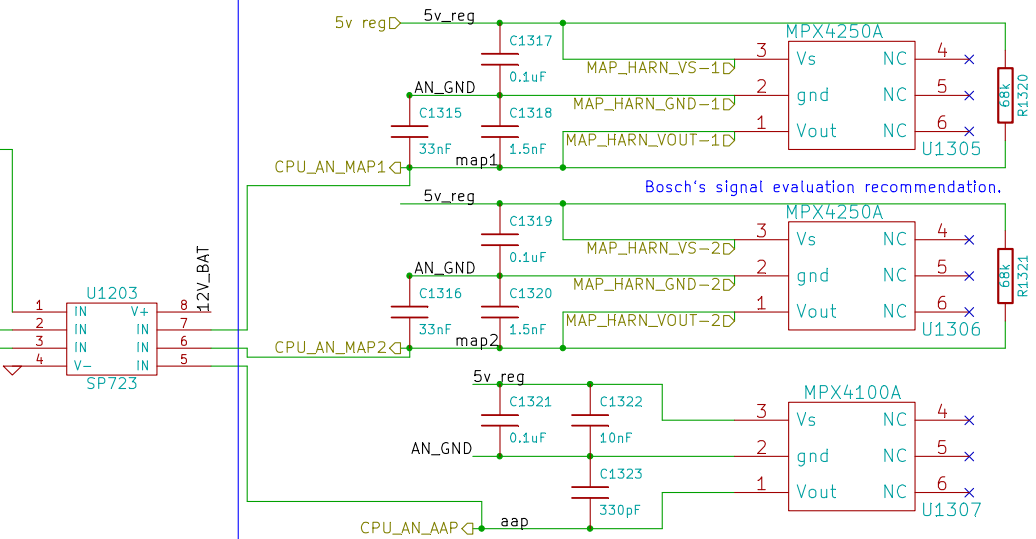 5v reg
5v_reg
C1317
0.1uF
AN_GND
C1315
33nF
C1318
1.5nF
CPU_AN_MAP1
map1
MAP_HARN_VS-1
MAP_HARN_GND-1
MAP_HARN_VOUT-1
MPX4250A
3 Vs NC 4
2 gnd NC 5
1 Vout NC 6
U1305
68k
R1320
Bosch's signal evaluation recommendation.
5v_reg
C1319
0.1uF
AN_GND
C1316
33nF
C1320
1.5nF
CPU_AN_MAP2
map2
MAP_HARN_VS-2
MAP_HARN_GND-2
MAP_HARN_VOUT-2
MPX4250A
3 Vs NC 4
2 gnd NC 5
1 Vout NC 6
U1306
68k
R1321
12V_BAT
U1203
1 IN V+ 8
2 IN IN 7
3 IN IN 6
4 V- IN 5
SP723
5v_reg
C1321
0.1uF
C1322
10nF
AN_GND
C1323
330pF
CPU_AN_AAP
aap
MPX4100A
3 Vs NC 4
2 gnd NC 5
1 Vout NC 6
U1307